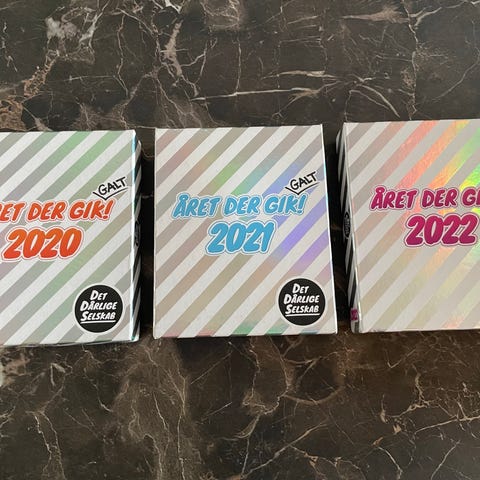 GALT
RET DER GIK!
2020
DET
DÅRLIGE
SELSKAB
GALT
ÅRET DER GIK!
2021
DET
DÅRLIGE
SELSKAB
ÅRET DER GI
2022